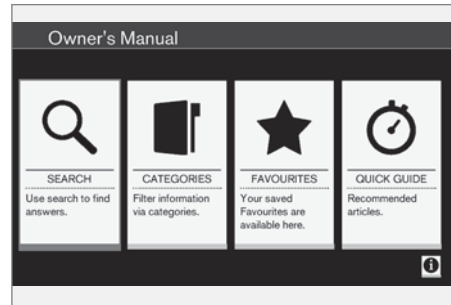 Owner's Manual
SEARCH
Use search to find
answers.
CATEGORIES
Filter information
via categories.
FAVOURITES
Your saved
Favourites are
available here.
QUICK GUIDE
Recommended
articles.
i